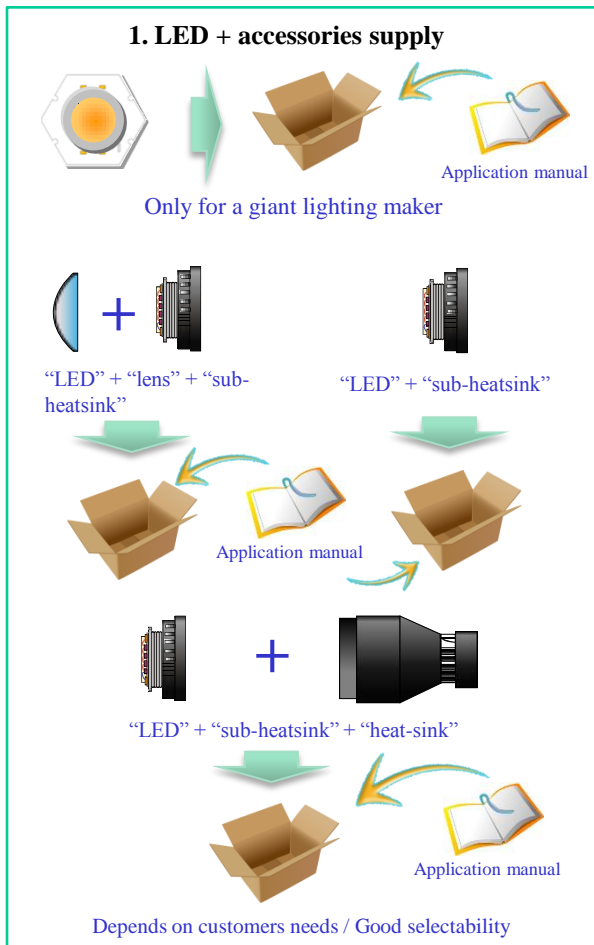 1. LED + accessories supply
Application manual
Only for a giant lighting maker
“LED” + “lens” + “sub-
heatsink”
“LED” + “sub-heatsink”
Application manual
“LED” + “sub-heatsink” + “heat-sink”
Application manual
Depends on customers needs / Good selectability